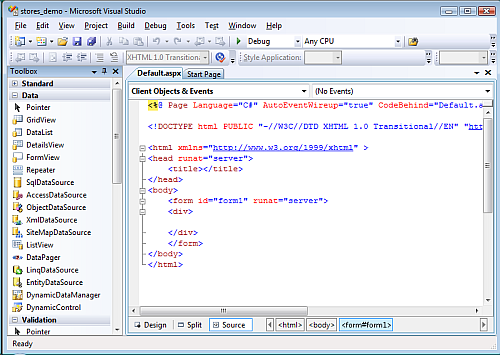 stores_demo - Microsoft Visual Studio
File Edit View Project Build Debug Tools Test Window Help
Debug Any CPU
XHTML 1.0 Transition Style Application:
Toolbox
Standard
Data
Pointer
GridView
DataList
DetailsView
FormView
Repeater
SqlDataSource
AccessDataSource
ObjectDataSource
XmlDataSource
SiteMapDataSource
ListView
DataPager
LinqDataSource
EntityDataSource
DynamicDataManager
DynamicControl
Validation
Pointer
Default.aspx Start Page
Client Objects & Events (No Events)
<%@ Page Language="C#" AutoEventWireup="true" CodeBehind="Default.a
<!DOCTYPE html PUBLIC "-//W3C//DTD XHTML 1.0 Transitional//EN" "htt
<html xmlns="http://www.w3.org/1999/xhtml" >
<head runat="server">
<title></title>
</head>
<body>
<form id="form1" runat="server">
<div>
</div>
</form>
</body>
</html>
Design Split Source <html> <body> <form#form1>
Ready